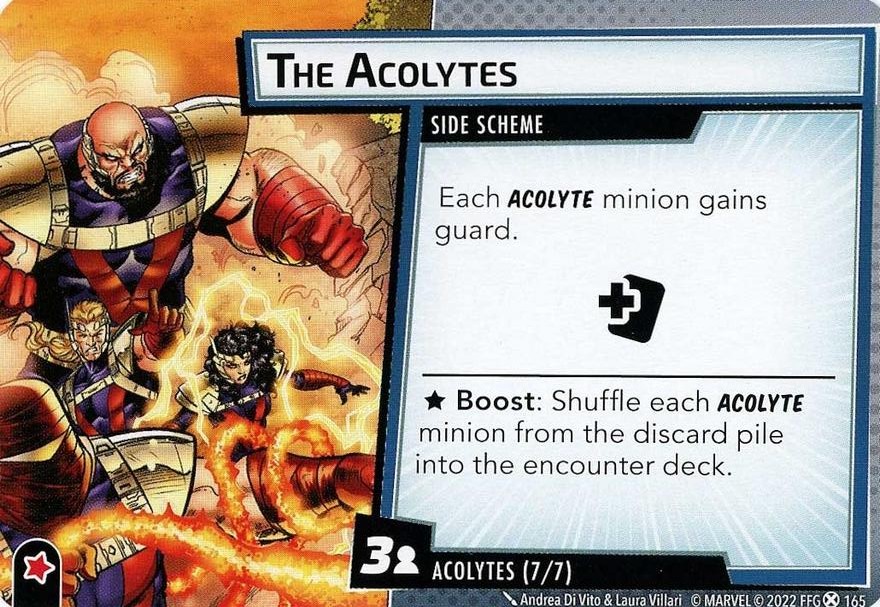 THE ACOLYTES
SIDE SCHEME
Each ACOLYTE minion gains
guard.
★ Boost: Shuffle each ACOLYTE
minion from the discard pile
into the encounter deck.
3
ACOLYTES (7/7)
Andrea Di Vito & Laura Villari © MARVEL © 2022 FFG 165